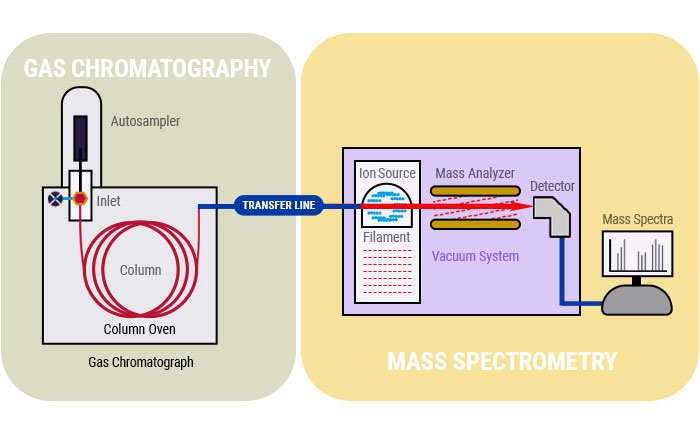 GAS CHROMATOGRAPHY
Autosampler
Inlet
Column
Column Oven
Gas Chromatograph
TRANSFER LINE
Ion Source
Mass Analyzer
Detector
Filament
Vacuum System
Mass Spectra
MASS SPECTROMETRY